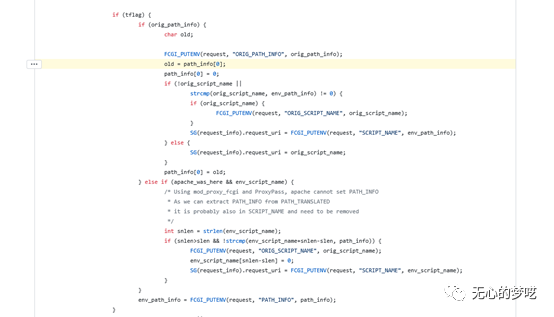 if (tflag) {
if (orig_path_info) {
char old;
FCGI_PUTENV(request, "ORIG_PATH_INFO", orig_path_info);
old = path_info[0];
path_info[0] = 0;
if (!orig_script_name ||
strcmp(orig_script_name, env_path_info) != 0) {
if (orig_script_name) {
FCGI_PUTENV(request, "ORIG_SCRIPT_NAME", orig_script_name);
}
SG(request_info).request_uri = FCGI_PUTENV(request, "SCRIPT_NAME", env_path_info);
} else {
SG(request_info).request_uri = orig_script_name;
}
path_info[0] = old;
} else if (apache_was_here && env_script_name) {
/* Using mod_proxy_fcgi and ProxyPass, apache cannot set PATH_INFO
* As we can extract PATH_INFO from PATH_TRANSLATED
* it is probably also in SCRIPT_NAME and need to be removed
*/
int snlen = strlen(env_script_name);
if (snlen>slen && !strcmp(env_script_name+snlen-slen, path_info)) {
FCGI_PUTENV(request, "ORIG_SCRIPT_NAME", orig_script_name);
env_script_name[snlen-slen] = 0;
SG(request_info).request_uri = FCGI_PUTENV(request, "SCRIPT_NAME", env_script_name);
}
}
env_path_info = FCGI_PUTENV(request, "PATH_INFO", path_info);
}
无心的梦呓